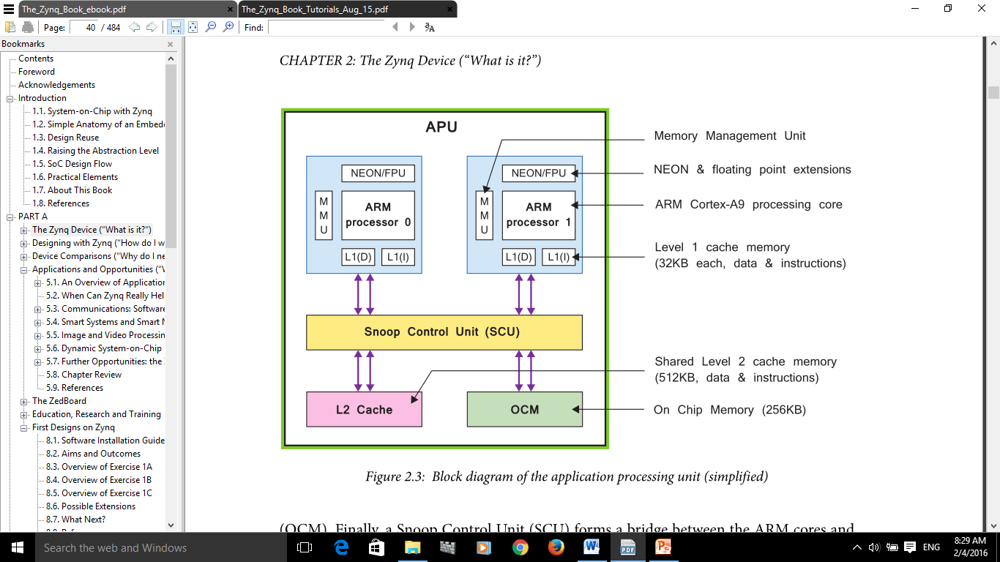 The_Zynq_Book_ebook.pdf
The_Zynq_Book_Tutorials_Aug_15.pdf
Page: 40 / 484 Find:
Bookmarks
Contents
Foreword
Acknowledgements
Introduction
1.1. System-on-Chip with Zynq
1.2. Simple Anatomy of an Embed
1.3. Design Reuse
1.4. Raising the Abstraction Level
1.5. SoC Design Flow
1.6. Practical Elements
1.7. About This Book
1.8. References
PART A
The Zynq Device (“What is it?”)
Designing with Zynq (“How do I w
Device Comparisons (“Why do I ne
Applications and Opportunities (“
5.1. An Overview of Application
5.2. When Can Zynq Really Hel
5.3. Communications: Software
5.4. Smart Systems and Smart
5.5. Image and Video Processin
5.6. Dynamic System-on-Chip
5.7. Further Opportunities: the
5.8. Chapter Review
5.9. References
The ZedBoard
Education, Research and Training
First Designs on Zynq
8.1. Software Installation Guide
8.2. Aims and Outcomes
8.3. Overview of Exercise 1A
8.4. Overview of Exercise 1B
8.5. Overview of Exercise 1C
8.6. Possible Extensions
8.7. What Next?
CHAPTER 2: The Zynq Device (“What is it?”)
APU
NEON/FPU
MMU
ARM
processor 0
L1(D)
L1(I)
NEON/FPU
MMU
ARM
processor 1
L1(D)
L1(I)
Snoop Control Unit (SCU)
L2 Cache
OCM
Memory Management Unit
NEON & floating point extensions
ARM Cortex-A9 processing core
Level 1 cache memory
(32KB each, data & instructions)
Shared Level 2 cache memory
(512KB, data & instructions)
On Chip Memory (256KB)
Figure 2.3: Block diagram of the application processing unit (simplified)
(OCM). Finally, a Snoop Control Unit (SCU) forms a bridge between the ARM cores and
Search the web and Windows
PDF
ENG
8:29 AM
2/4/2016